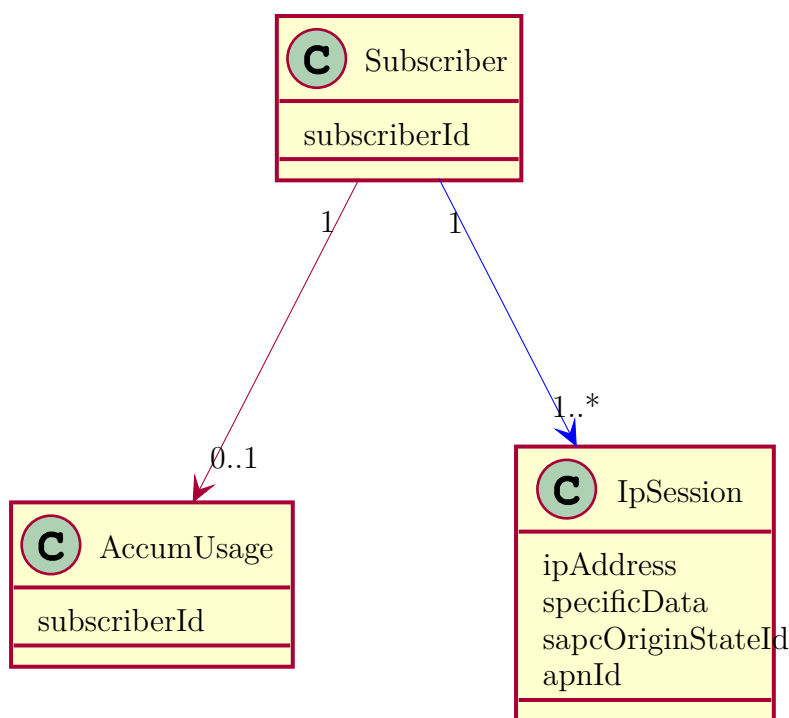 C Subscriber
subscriberId
1 1
1..*
0..1
C IpSession
C AccumUsage
ipAddress
specificData
subscriberId
sapcOriginStateId
apnId